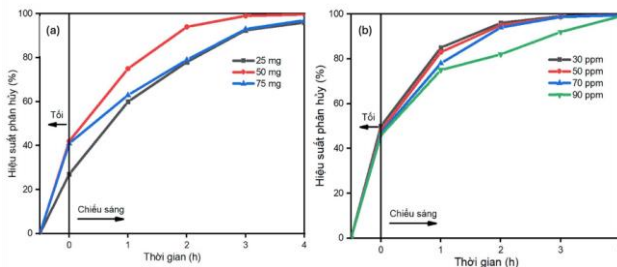 (a)
25 mg
50 mg
75 mg
Hiệu suất phân hủy (%)
100
80
60
40
20
0
Tối
Chiếu sáng
0
1
2
3
4
Thời gian (h)
(b)
30 ppm
50 ppm
70 ppm
90 ppm
Hiệu suất phân hủy (%)
100
80
60
40
20
0
Tối
Chiếu sáng
0
1
2
3
Thời gian (h)